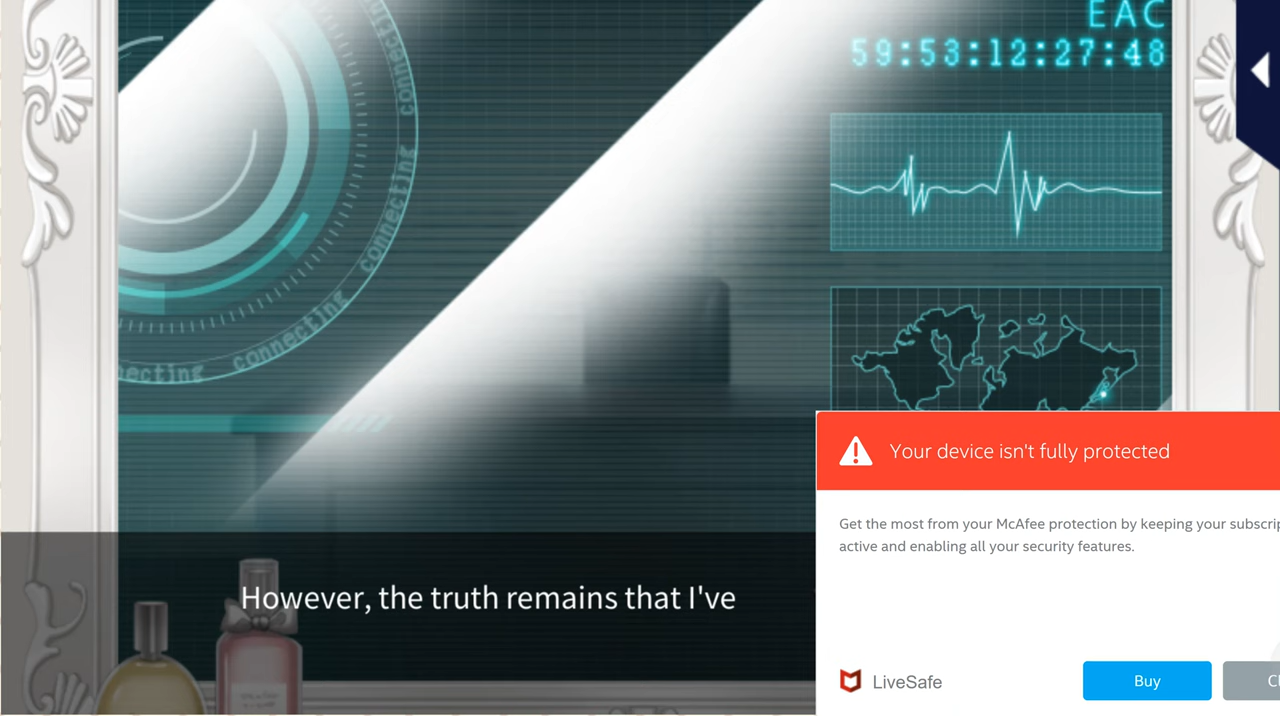 EAC
59:53:12:27:48
connecting
connecting
connecting
necting
However, the truth remains that I've
Your device isn't fully protected
Get the most from your McAfee protection by keeping your
active and enabling all your security features.
LiveSafe
Buy